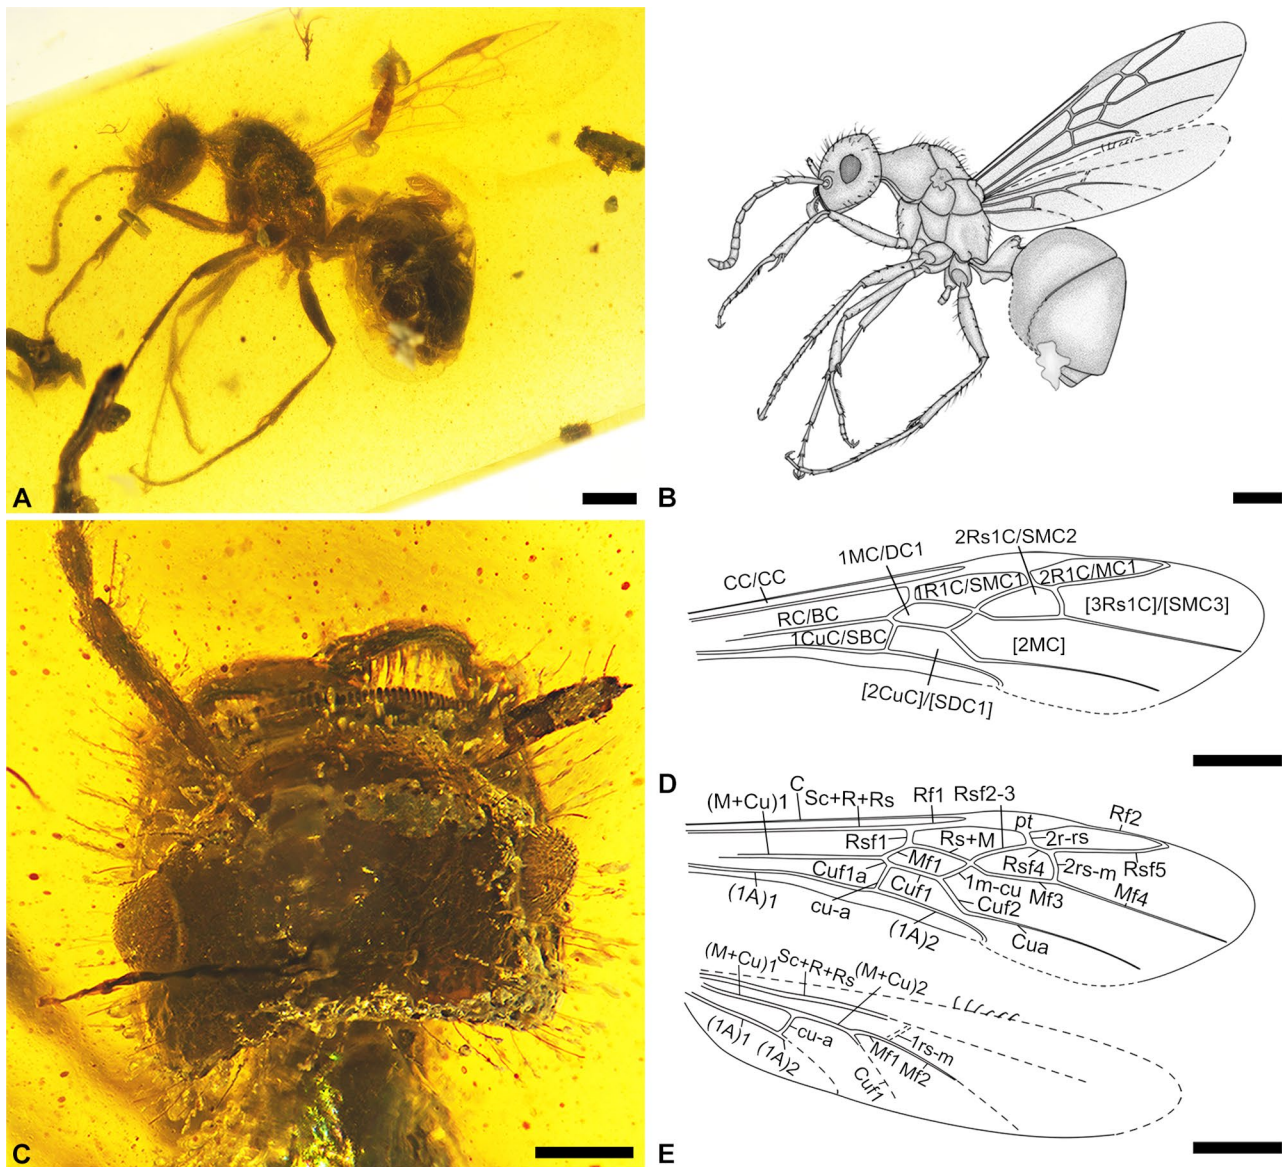 A
B
C
2Rs1C/SMC2
1MC/DC1
CC/CC
1R1C/SMC1
2R1C/MC1
RC/BC
[3Rs1C]/[SMC3]
1CuC/SBC
[2MC]
[2CuC]/[SDC1]
D
(M+Cu)1
C
Sc+R+Rs
Rf1
Rsf2-3
pt
Rf2
Rsf1
Rs+M
2r-rs
Mf1
Rsf4
2rs-m
Rsf5
Cuf1a
Cuf1
1m-cu
Mf3
Mf4
(1A)1
cu-a
(1A)2
Cuf2
Cua
(M+Cu)1
Sc+R+Rs
(M+Cu)2
(1A)1
(1A)2
cu-a
1rs-m
Mf1
Mf2
Cuf1
E